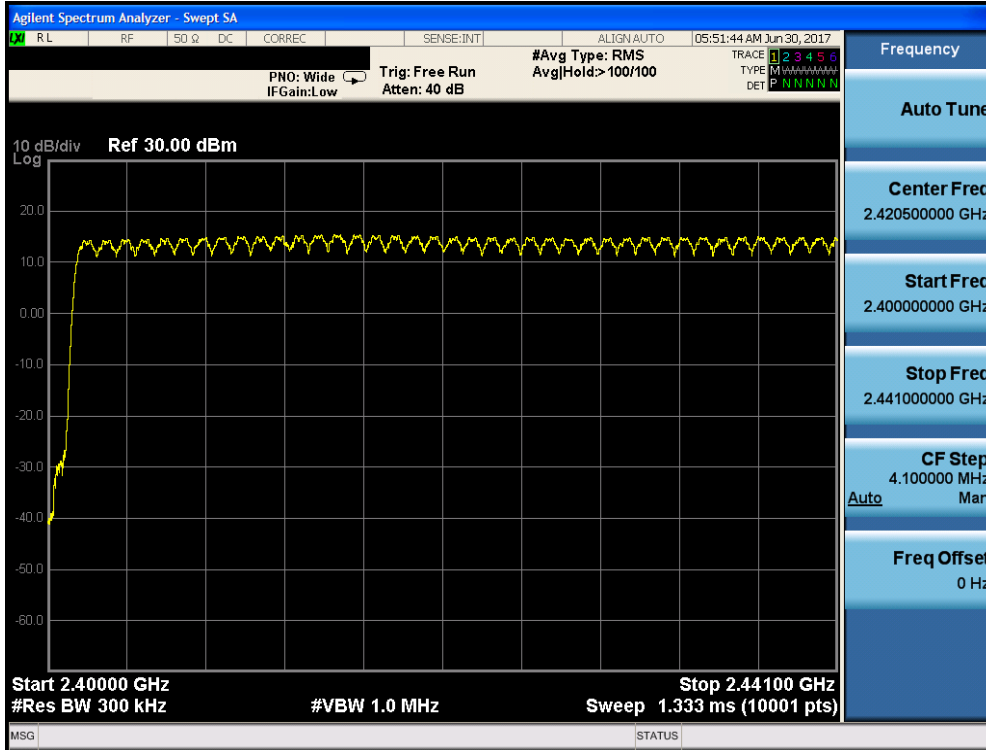 Agilent Spectrum Analyzer - Swept SA
LXI RL RF 50 Ω DC CORREC SENSE:INT ALIGN AUTO 05:51:44 AM Jun 30, 2017
#Avg Type: RMS TRACE 1 2 3 4 5 6
PNO: Wide Trig: Free Run Avg|Hold:>100/100 TYPE M
IFGain:Low Atten: 40 dB DET P N N N N N
10 dB/div Ref 30.00 dBm
Log
20.0
10.0
0.00
-10.0
-20.0
-30.0
-40.0
-50.0
-60.0
Start 2.40000 GHz Stop 2.44100 GHz
#Res BW 300 kHz #VBW 1.0 MHz Sweep 1.333 ms (10001 pts)
MSG STATUS
Frequency
Auto Tune
Center Freq
2.420500000 GHz
Start Freq
2.400000000 GHz
Stop Freq
2.441000000 GHz
CF Step
4.100000 MHz
Auto Man
Freq Offset
0 Hz